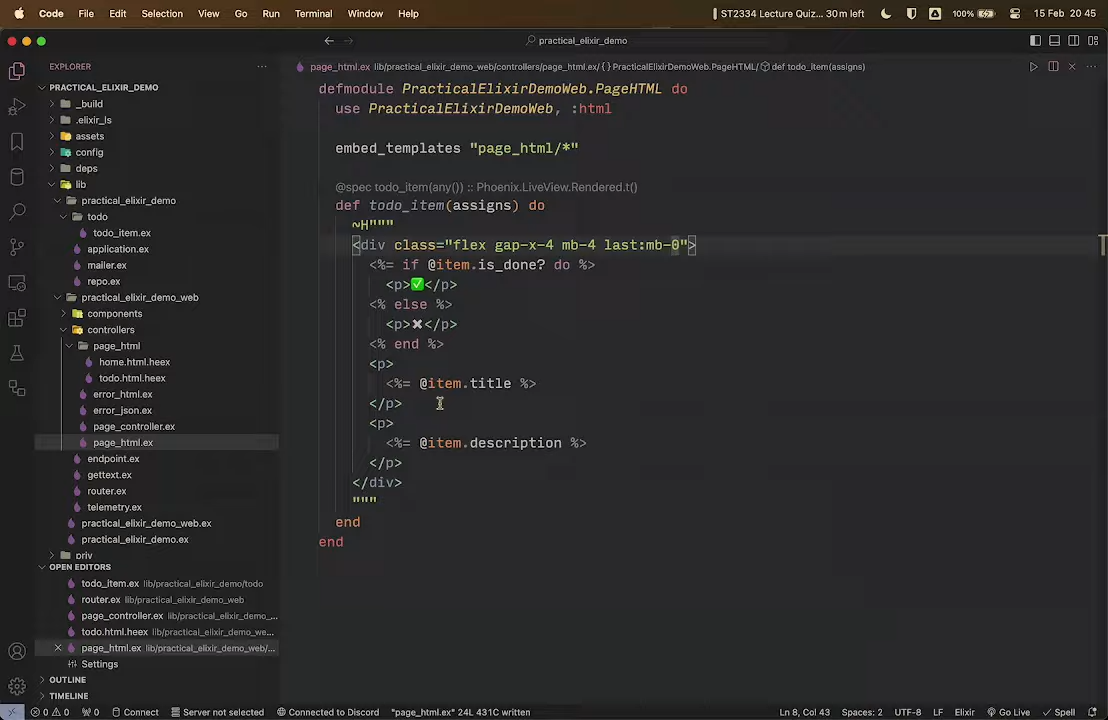 Code File Edit Selection View Go Run Terminal Window Help ST2334 Lecture Quiz... 30m left 100% 15 Feb 20 45
practical_elixir_demo
EXPLORER
page_html.ex lib/practical_elixir_demo_web/controllers/page_html.ex/ {} PracticalElixirDemoWeb.PageHTML/ def todo_item(assigns)
PRACTICAL_ELIXIR_DEMO
_build
.elixir_ls
assets
config
deps
lib
practical_elixir_demo
todo
todo_item.ex
application.ex
mailer.ex
repo.ex
practical_elixir_demo_web
components
controllers
page_html
home.html.heex
todo.html.heex
error_html.ex
error_json.ex
page_controller.ex
page_html.ex
endpoint.ex
gettext.ex
router.ex
telemetry.ex
practical_elixir_demo_web.ex
practical_elixir_demo.ex
priv
OPEN EDITORS
todo_item.ex lib/practical_elixir_demo/todo
router.ex lib/practical_elixir_demo_web
page_controller.ex lib/practical_elixir_demo_...
todo.html.heex lib/practical_elixir_demo_we...
page_html.ex lib/practical_elixir_demo_web/...
Settings
OUTLINE
TIMELINE
defmodule PracticalElixirDemoWeb.PageHTML do
use PracticalElixirDemoWeb, :html
embed_templates "page_html/*"
@spec todo_item(any()) :: Phoenix.LiveView.Rendered.t()
def todo_item(assigns) do
~H"""
<div class="flex gap-x-4 mb-4 last:mb-0">
<%= if @item.is_done? do %>
<p>✅</p>
<% else %>
<p>✖</p>
<% end %>
<p>
<%= @item.title %>
</p>
<p>
<%= @item.description %>
</p>
</div>
"""
end
end
0 0 0 Connect Server not selected Connected to Discord "page_html.ex" 24L 431C written Ln 8, Col 43 Spaces: 2 UTF-8 LF Elixir Go Live Spell